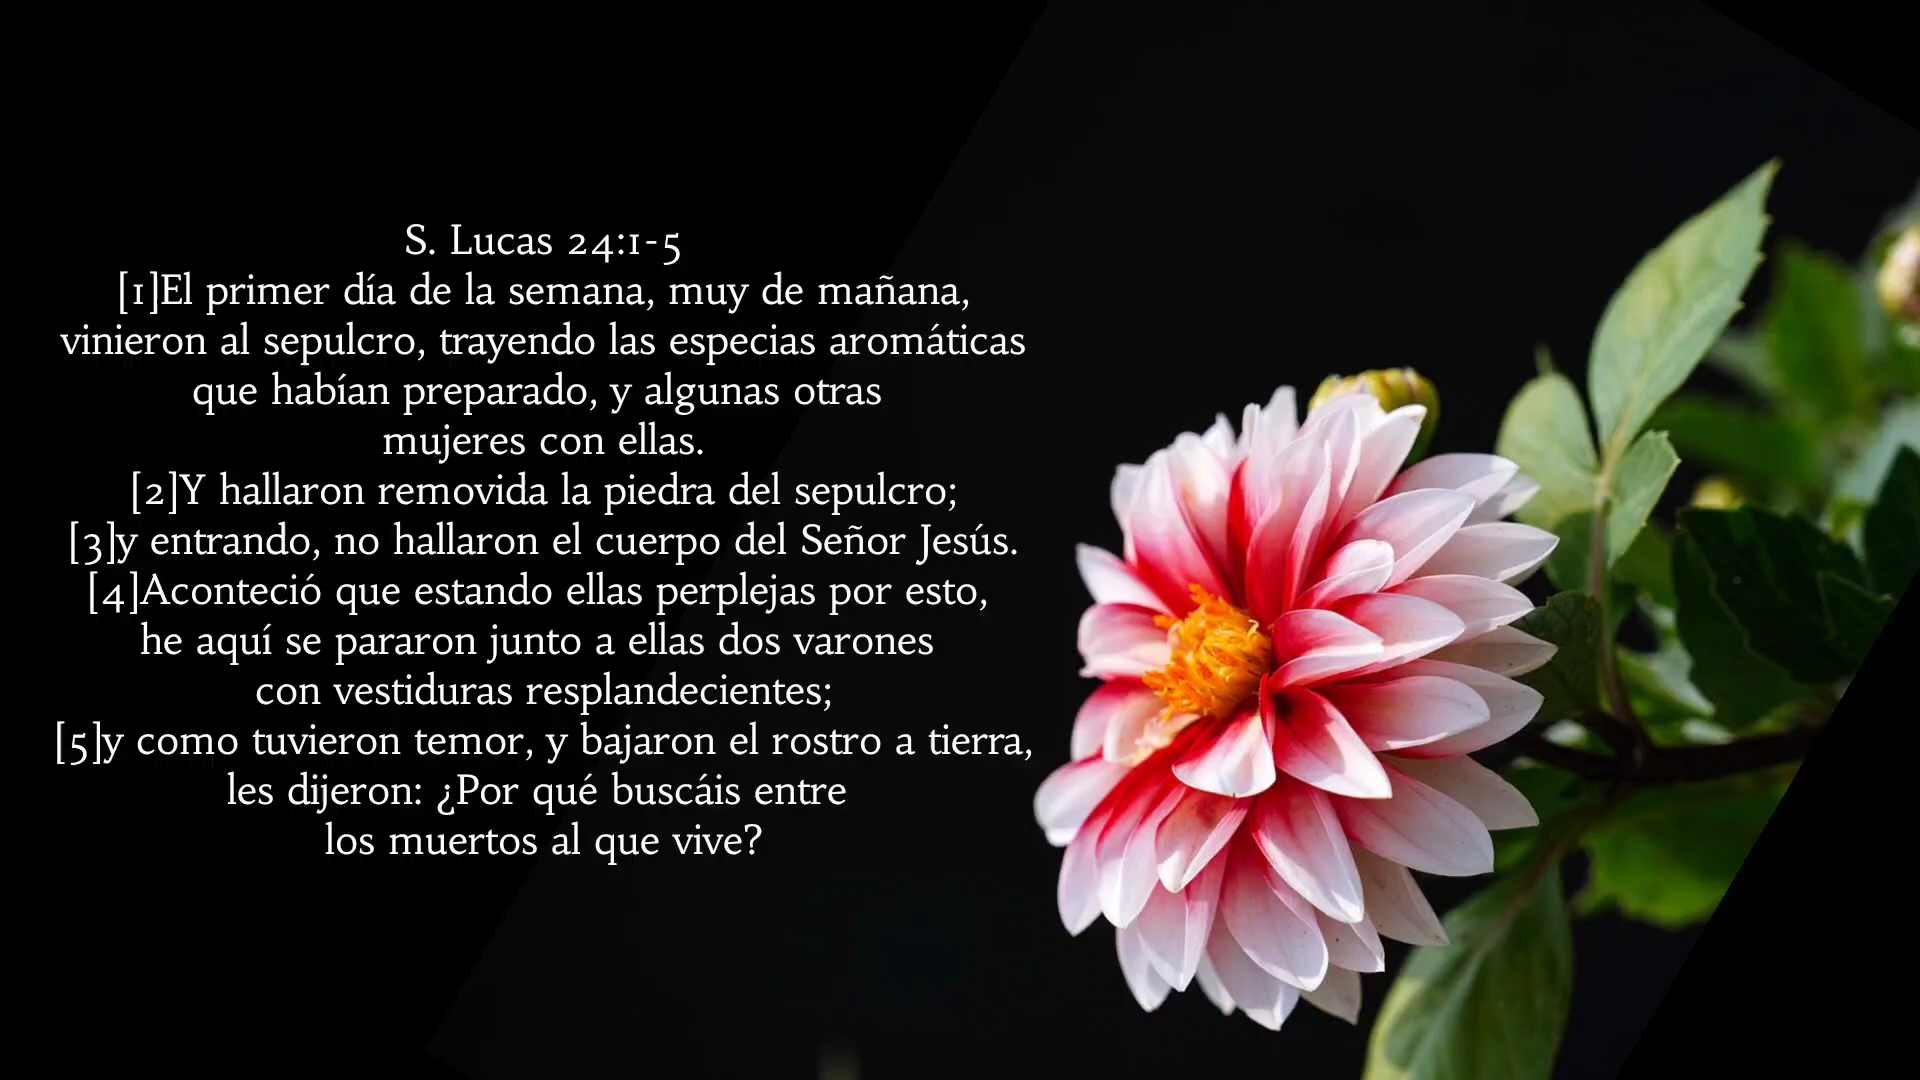 S. Lucas 24:1-5
[1]El primer día de la semana, muy de mañana,
vinieron al sepulcro, trayendo las especias aromáticas
que habían preparado, y algunas otras
mujeres con ellas.
[2]Y hallaron removida la piedra del sepulcro;
[3]y entrando, no hallaron el cuerpo del Señor Jesús.
[4]Aconteció que estando ellas perplejas por esto,
he aquí se pararon junto a ellas dos varones
con vestiduras resplandecientes;
[5]y como tuvieron temor, y bajaron el rostro a tierra,
les dijeron: ¿Por qué buscáis entre
los muertos al que vive?